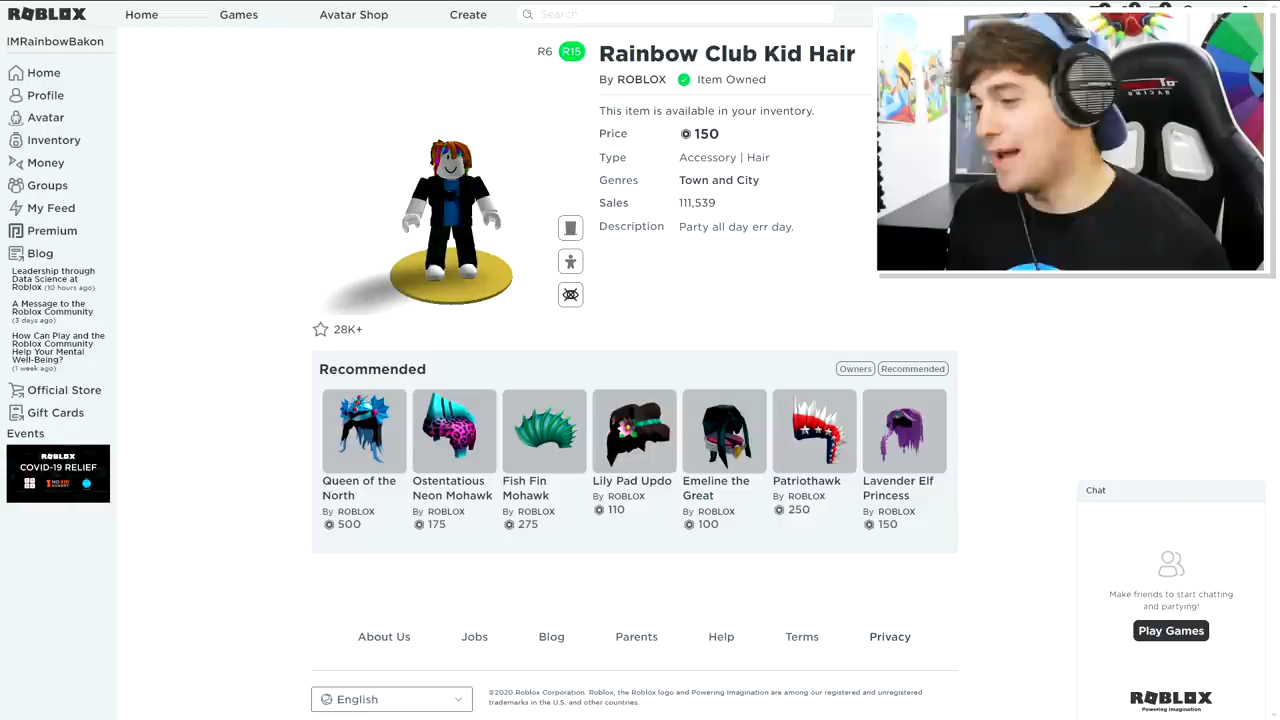 ROBLOX
Home
Games
Avatar Shop
Create
Search
IMRainbowBakon
Home
Profile
Avatar
Inventory
Money
Groups
My Feed
Premium
Blog
Leadership through
Data Science at
Roblox (10 hours ago)
A Message to the
Roblox Community
(3 days ago)
How Can Play and the
Roblox Community
Help Your Mental
Well-Being?
(1 week ago)
Official Store
Gift Cards
Events
ROBLOX
COVID-19 RELIEF
R6 R15
Rainbow Club Kid Hair
By ROBLOX Item Owned
This item is available in your inventory.
Price 150
Type Accessory | Hair
Genres Town and City
Sales 111,539
Description Party all day err day.
28K+
Recommended
Owners Recommended
Queen of the
North
By ROBLOX
500
Ostentatious
Neon Mohawk
By ROBLOX
175
Fish Fin
Mohawk
By ROBLOX
275
Lily Pad Updo
By ROBLOX
110
Emeline the
Great
By ROBLOX
100
Patriothawk
By ROBLOX
250
Lavender Elf
Princess
By ROBLOX
150
About Us
Jobs
Blog
Parents
Help
Terms
Privacy
English
©2020 Roblox Corporation. Roblox, the Roblox logo and Powering Imagination are among our registered and unregistered
trademarks in the U.S. and other countries.
Chat
Make friends to start chatting
and partying!
Play Games
ROBLOX
Powering Imagination
RACING